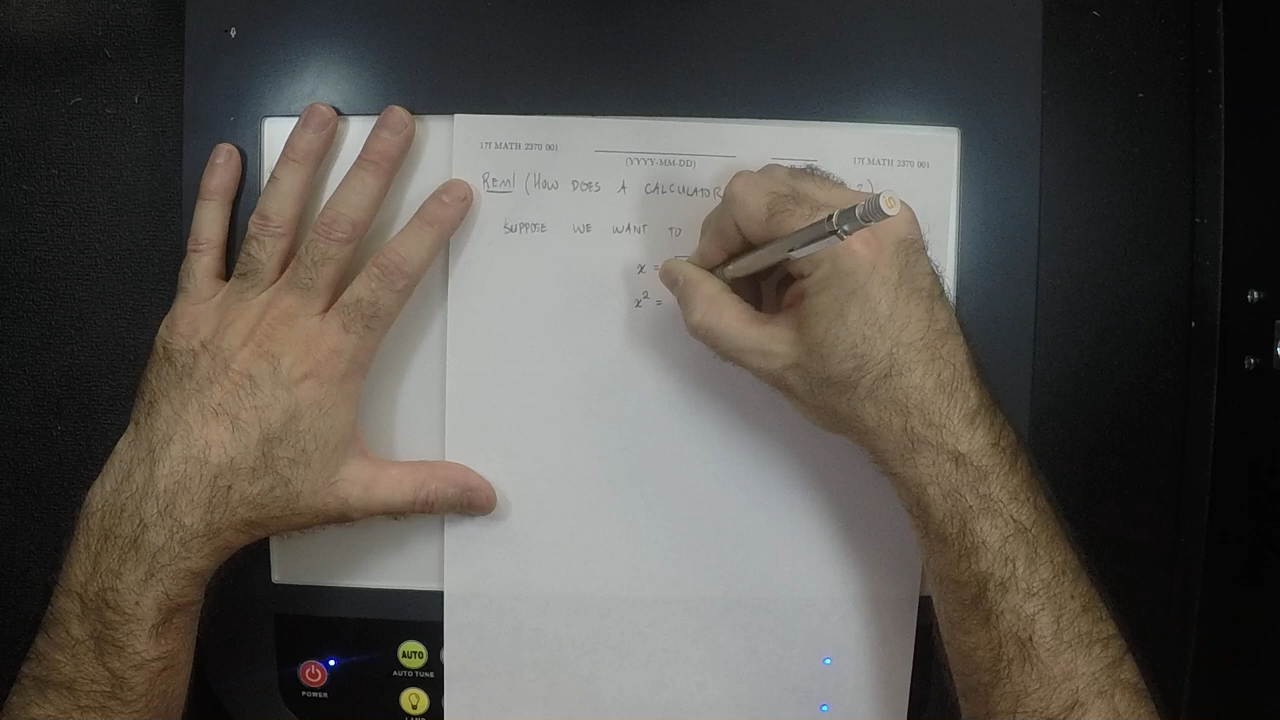 17f MATH 2370 001 17f MATH 2370 001
(YYYY-MM-DD)
Rem| (HOW DOES A CALCULATOR ?)
SUPPOSE WE WANT TO
x =
x² =
AUTO
AUTO TUNE
POWER